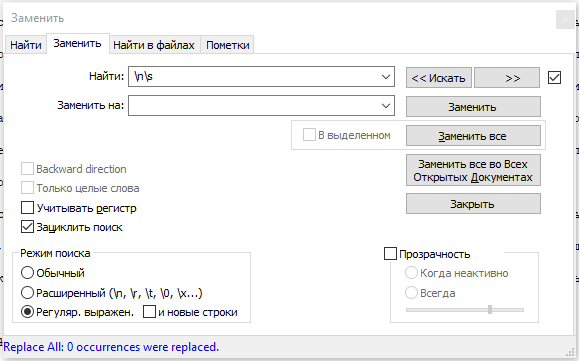 Заменить
Найти
Заменить
Найти в файлах
Пометки
Найти: \n\s
<< Искать
>>
Заменить на:
Заменить
В выделенном
Заменить все
Заменить все во Всех
Открытых Документах
Закрыть
Backward direction
Только целые слова
Учитывать регистр
Зациклить поиск
Режим поиска
Обычный
Расширенный (\n, \r, \t, \0, \x...)
Регуляр. выражен.
и новые строки
Прозрачность
Когда неактивно
Всегда
Replace All: 0 occurrences were replaced.